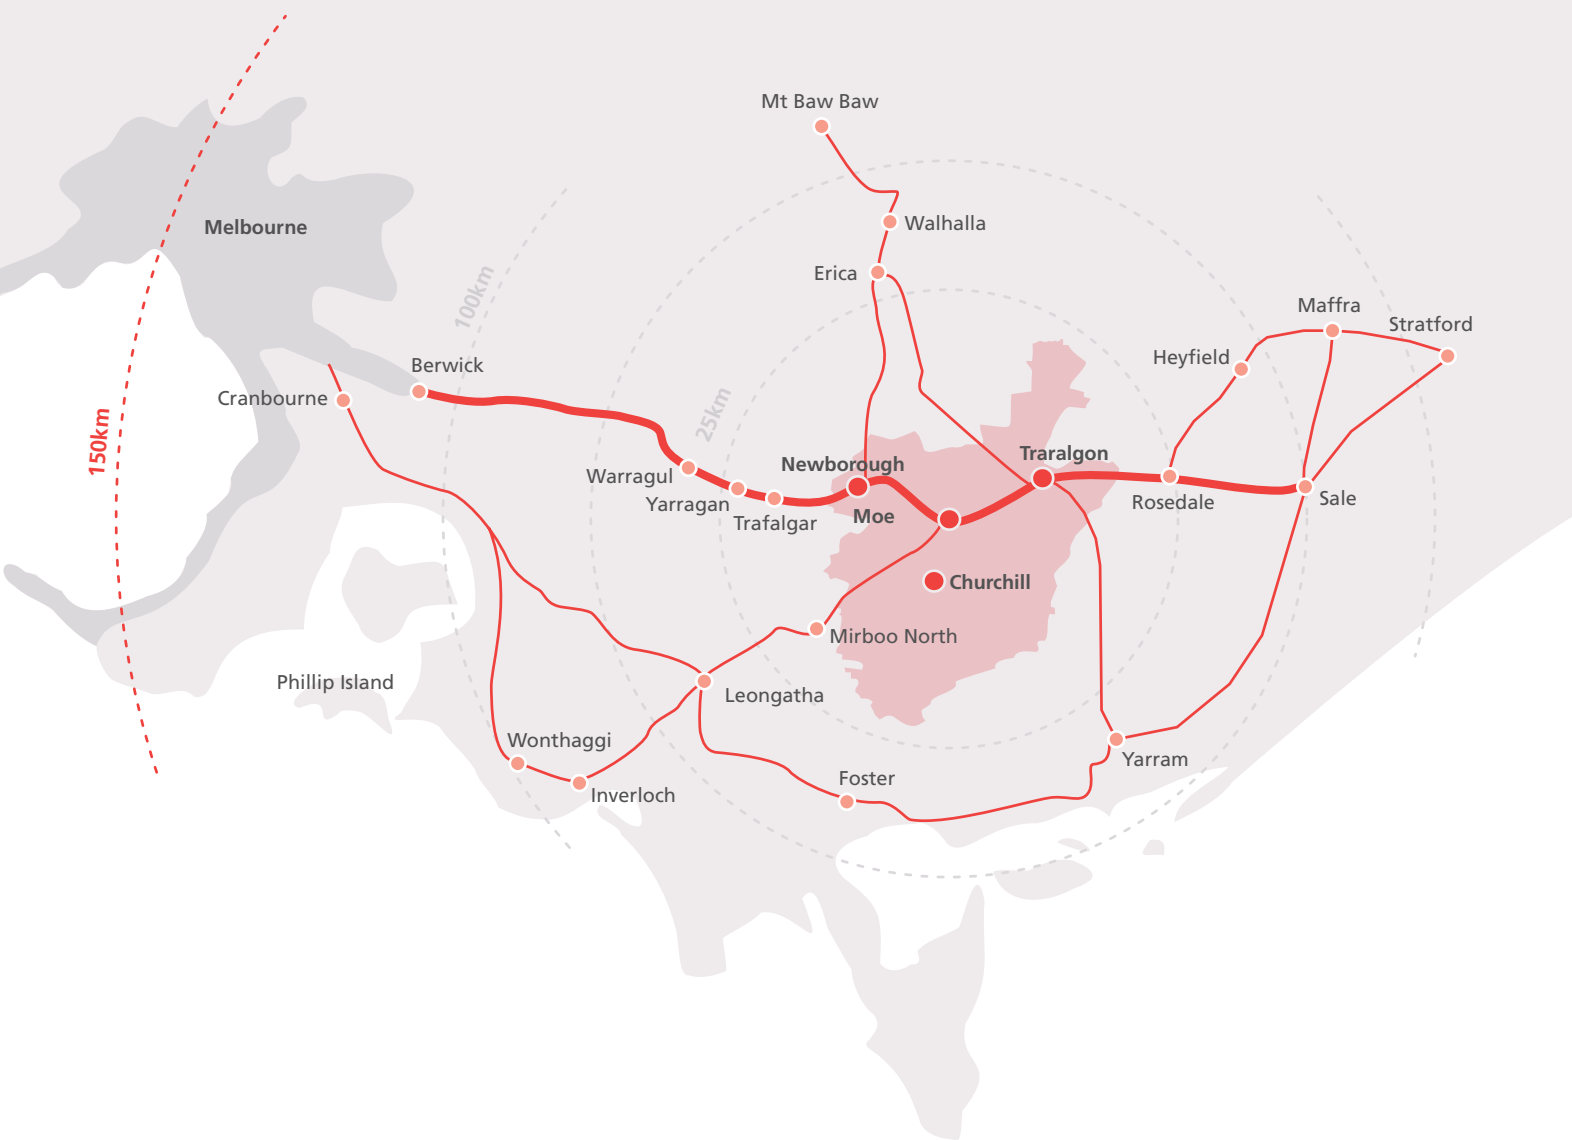 Mt Baw Baw
Melbourne
Walhalla
Erica
100km
Maffra
Stratford
Heyfield
Berwick
Cranbourne
25km
150km
Traralgon
Newborough
Warragul
Yarragan
Trafalgar
Moe
Rosedale
Sale
Churchill
Mirboo North
Phillip Island
Leongatha
Wonthaggi
Yarram
Foster
Inverloch